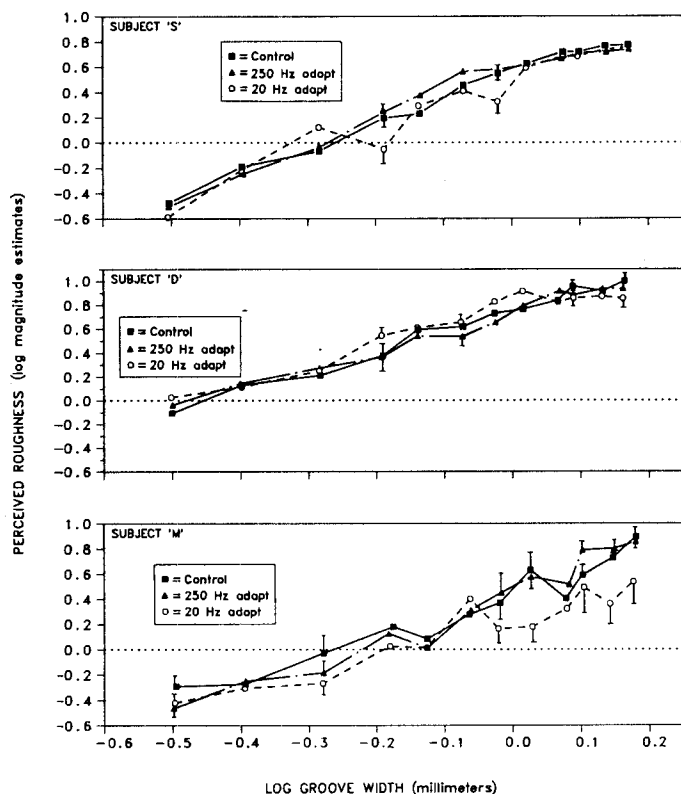 SUBJECT 'S'
= Control
= 250 Hz adapt
= 20 Hz adapt
1.0
0.8
0.6
0.4
0.2
0.0
-0.2
-0.4
-0.6
SUBJECT 'D'
= Control
= 250 Hz adapt
= 20 Hz adapt
1.0
0.8
0.6
0.4
0.2
0.0
-0.2
-0.4
-0.6
SUBJECT 'M'
= Control
= 250 Hz adapt
= 20 Hz adapt
1.0
0.8
0.6
0.4
0.2
0.0
-0.2
-0.4
-0.6
-0.6 -0.5 -0.4 -0.3 -0.2 -0.1 0.0 0.1 0.2
PERCEIVED ROUGHNESS (log magnitude estimates)
LOG GROOVE WIDTH (millimeters)